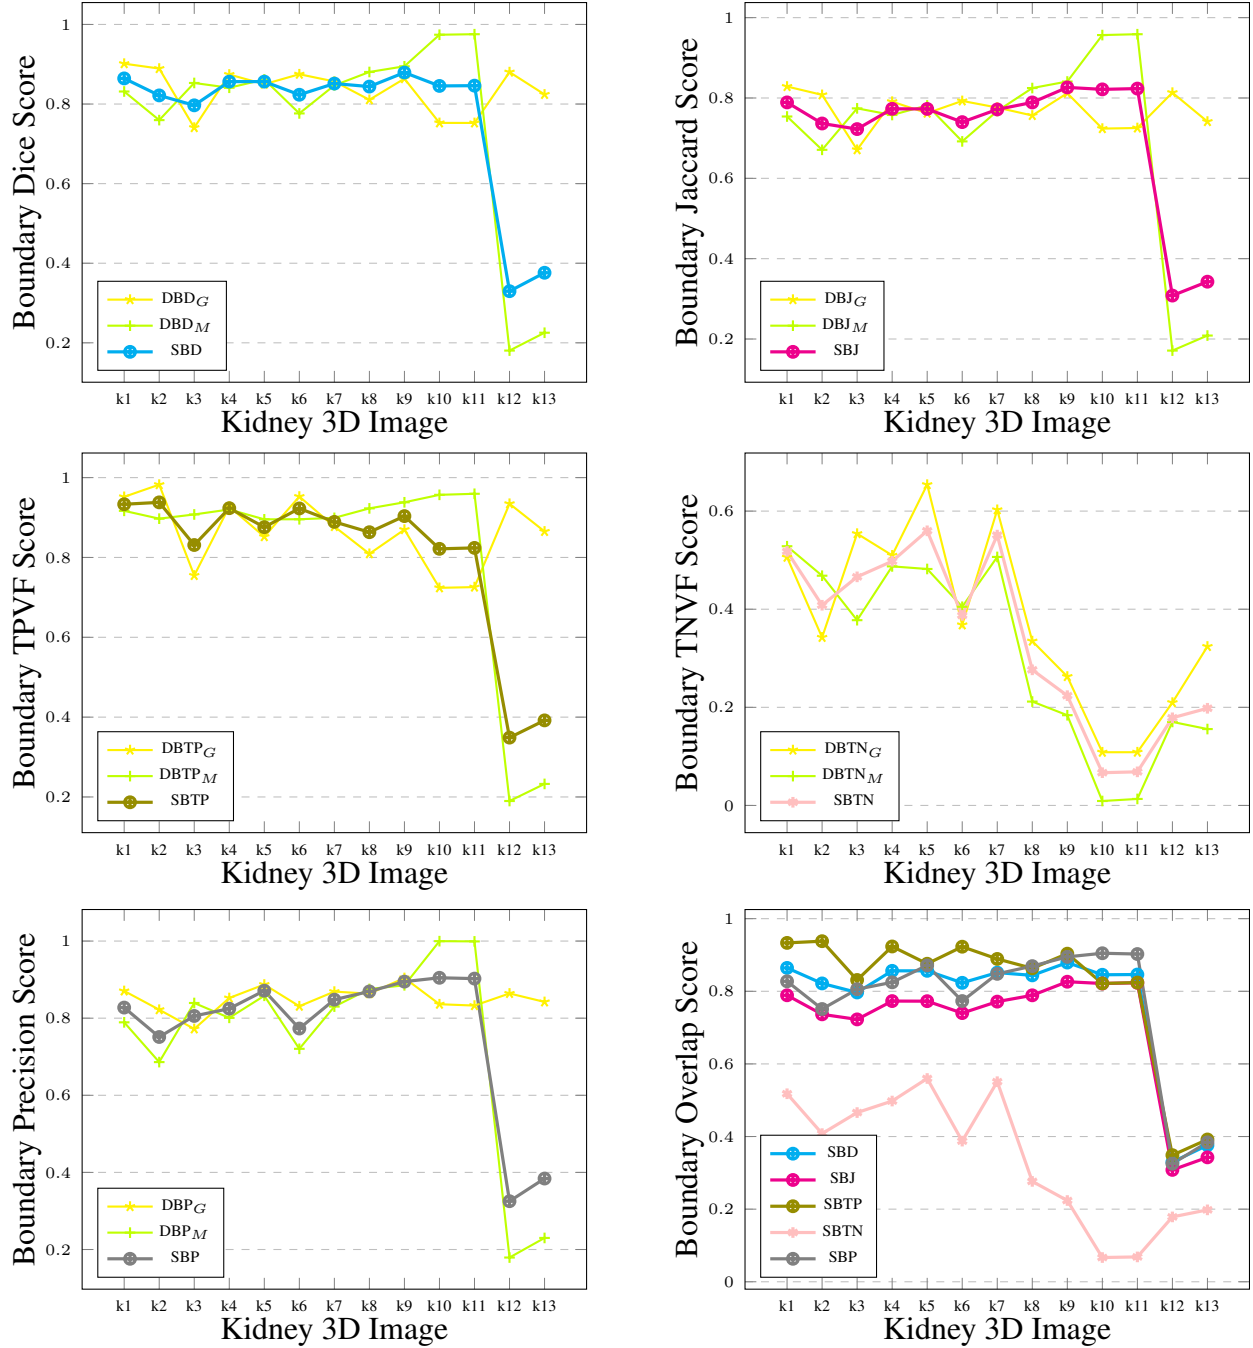 Boundary Dice Score
1
0.8
0.6
0.4
0.2
DBD_G
DBD_M
SBD
k1 k2 k3 k4 k5 k6 k7 k8 k9 k10 k11 k12 k13
Kidney 3D Image
Boundary Jaccard Score
1
0.8
0.6
0.4
0.2
DBJ_G
DBJ_M
SBJ
k1 k2 k3 k4 k5 k6 k7 k8 k9 k10 k11 k12 k13
Kidney 3D Image
Boundary TPVF Score
1
0.8
0.6
0.4
0.2
DBTP_G
DBTP_M
SBTP
k1 k2 k3 k4 k5 k6 k7 k8 k9 k10 k11 k12 k13
Kidney 3D Image
Boundary TNVF Score
0.6
0.4
0.2
0
DBTN_G
DBTN_M
SBTN
k1 k2 k3 k4 k5 k6 k7 k8 k9 k10 k11 k12 k13
Kidney 3D Image
Boundary Precision Score
1
0.8
0.6
0.4
0.2
DBP_G
DBP_M
SBP
k1 k2 k3 k4 k5 k6 k7 k8 k9 k10 k11 k12 k13
Kidney 3D Image
Boundary Overlap Score
1
0.8
0.6
0.4
0.2
0
SBD
SBJ
SBTP
SBTN
SBP
k1 k2 k3 k4 k5 k6 k7 k8 k9 k10 k11 k12 k13
Kidney 3D Image